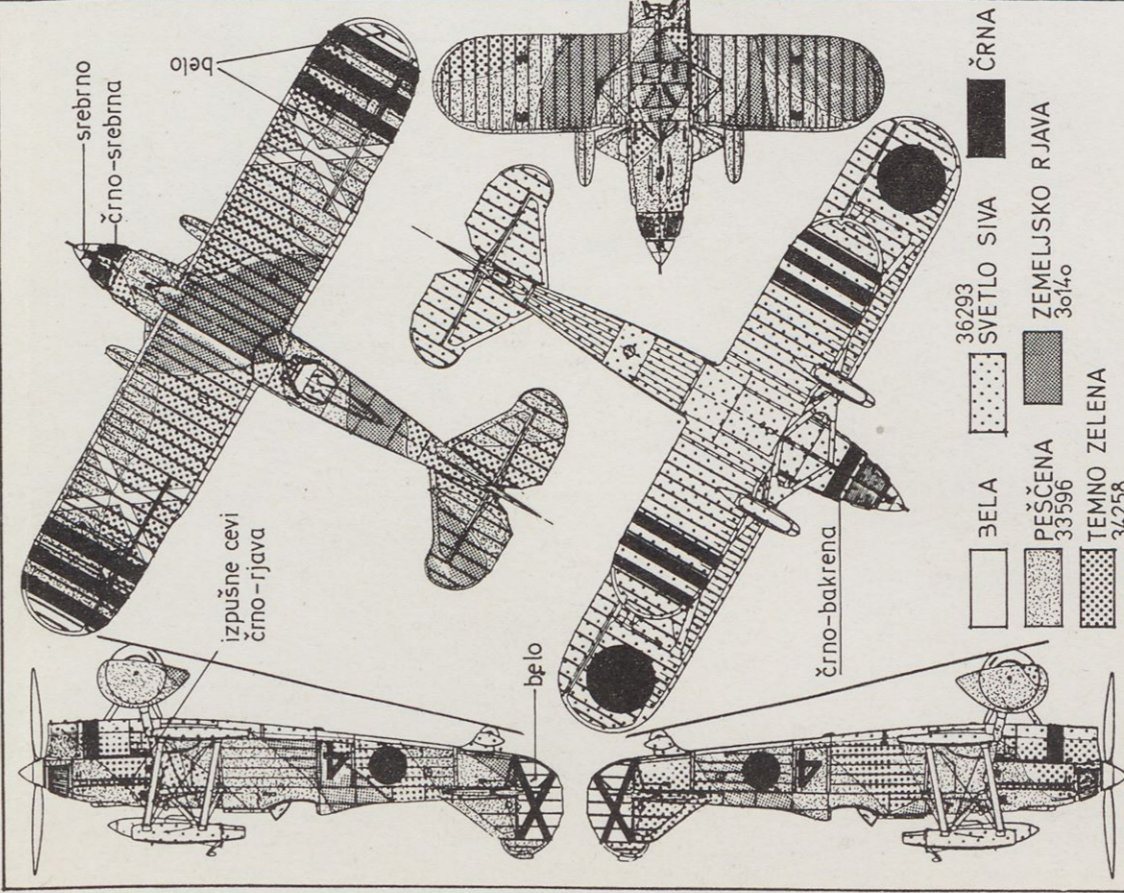 srebrno
črno-srebrna
belo
izpušne cevi
črno-rjava
belo
4
4
črno-bakrena
BELA
PEŠČENA
33596
TEMNO ZELENA
34258
36293
SVETLO SIVA
ZEMELJSKO RJAVA
30140
ČRNA